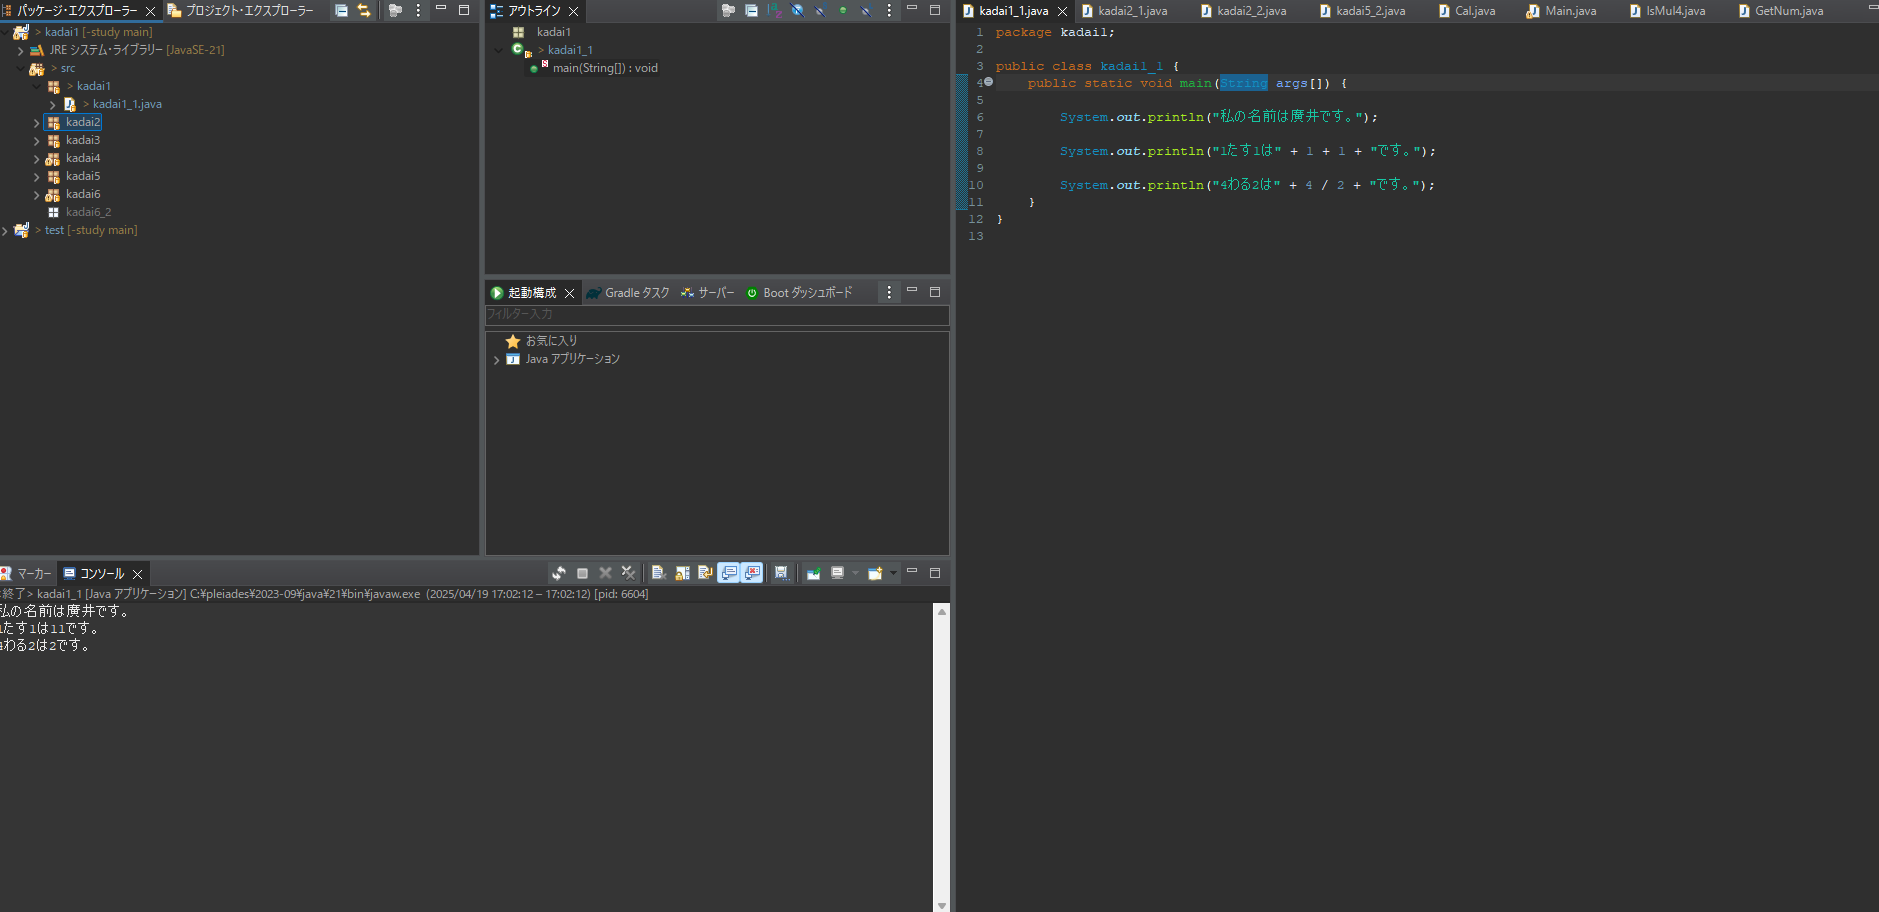 パッケージ・エクスプローラー
プロジェクト・エクスプローラー
> kadai1 [-study main]
JRE システム・ライブラリー [JavaSE-21]
> src
> kadai1
> kadai1_1.java
kadai2
kadai3
kadai4
kadai5
kadai6
kadai6_2
> test [-study main]
アウトライン
kadai1
> kadai1_1
main(String[]) : void
起動構成
Gradle タスク
サーバー
Boot ダッシュボード
フィルター入力
お気に入り
Java アプリケーション
マーカー
コンソール
<終了> kadai1_1 [Java アプリケーション] C:¥pleiades¥2023-09¥java¥21¥bin¥javaw.exe (2025/04/19 17:02:12 – 17:02:12) [pid: 6604]
私の名前は廣井です。
1たす1は11です。
4わる2は2です。
kadai1_1.java
kadai2_1.java
kadai2_2.java
kadai5_2.java
Cal.java
Main.java
IsMul4.java
GetNum.java
1 package kadai1;
2
3 public class kadai1_1 {
4 public static void main(String args[]) {
5
6 System.out.println("私の名前は廣井です。");
7
8 System.out.println("1たす1は" + 1 + 1 + "です。");
9
10 System.out.println("4わる2は" + 4 / 2 + "です。");
11 }
12 }
13